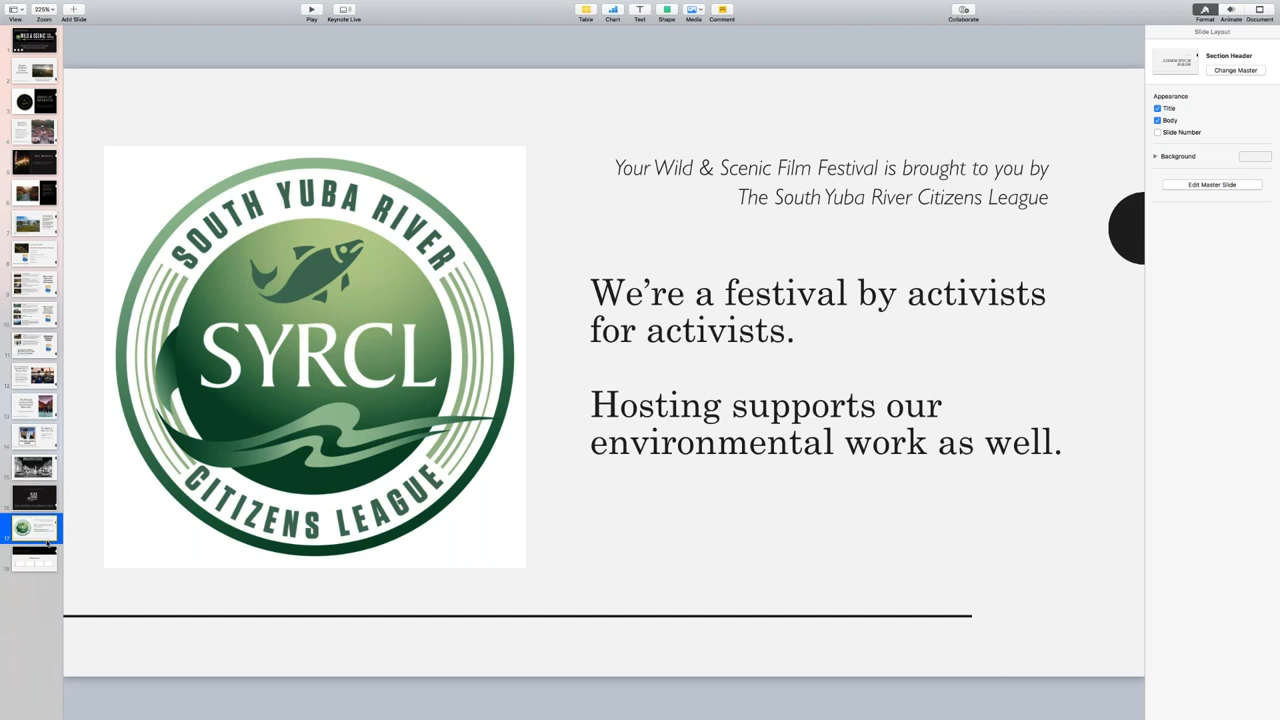 225%
View
Zoom
Add Slide
Play
Keynote Live
Table
Chart
Text
Shape
Media
Comment
Collaborate
Format
Animate
Document
Slide Layout
Section Header
Change Master
Appearance
Title
Body
Slide Number
Background
Edit Master Slide
SOUTH YUBA RIVER
SYRCL
CITIZENS LEAGUE
Your Wild & Scenic Film Festival is brought to you by
The South Yuba River Citizens League
We’re a festival by activists
for activists.
Hosting supports our
environmental work as well.